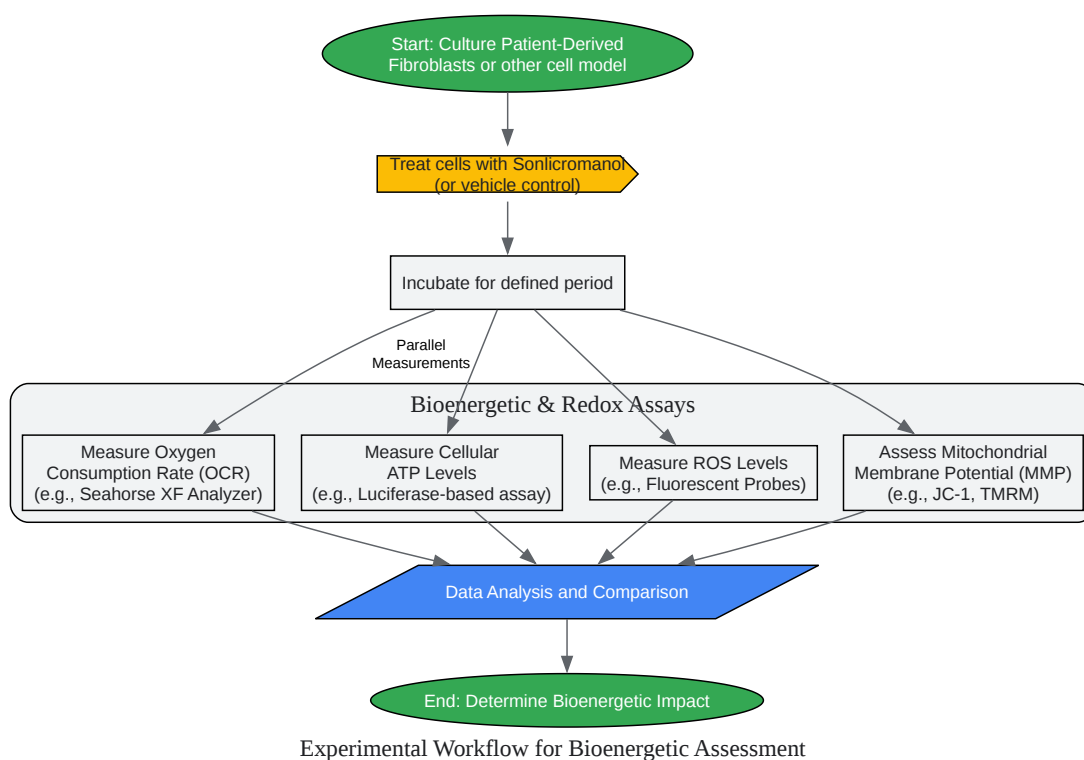 Start: Culture Patient-Derived
Fibroblasts or other cell model
Treat cells with Sonlicromanol
(or vehicle control)
Incubate for defined period
Parallel
Measurements
Bioenergetic & Redox Assays
Measure Oxygen
Consumption Rate (OCR)
(e.g., Seahorse XF Analyzer)
Measure Cellular
ATP Levels
(e.g., Luciferase-based assay)
Measure ROS Levels
(e.g., Fluorescent Probes)
Assess Mitochondrial
Membrane Potential (MMP)
(e.g., JC-1, TMRM)
Data Analysis and Comparison
End: Determine Bioenergetic Impact
Experimental Workflow for Bioenergetic Assessment